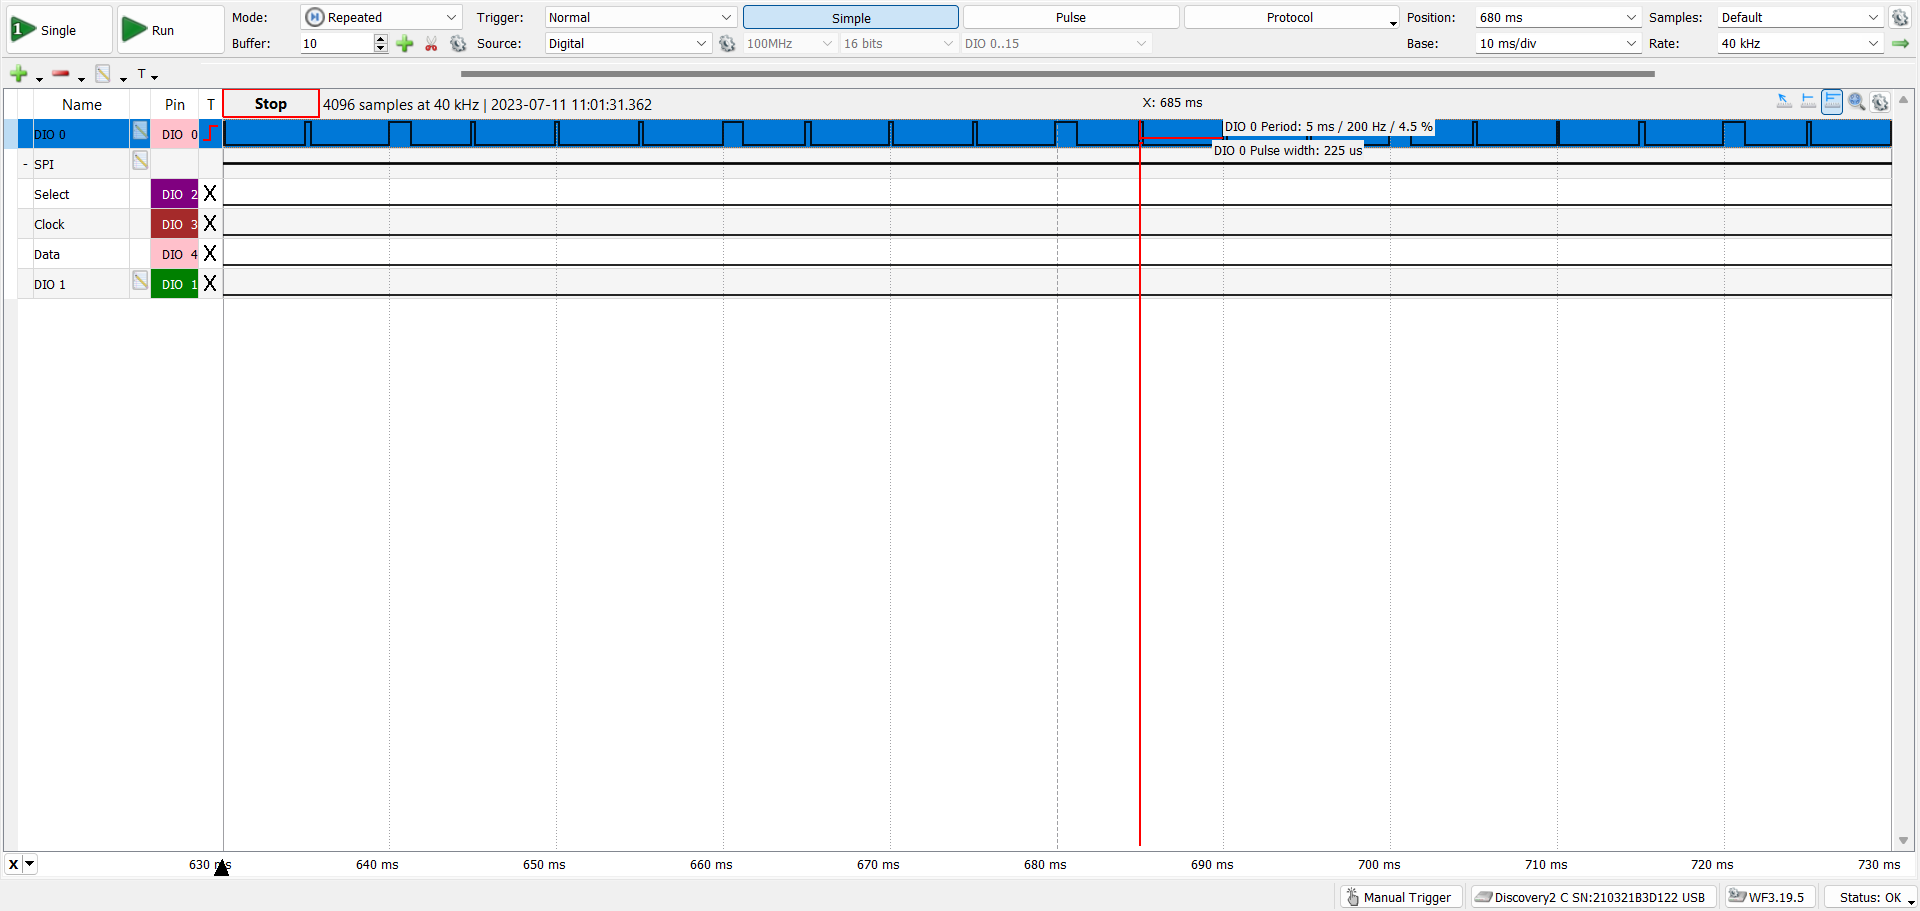 1 Single
Run
Mode: Repeated
Trigger: Normal
Simple
Pulse
Protocol
Position: 680 ms
Samples: Default
Buffer: 10
Source: Digital
100MHz
16 bits
DIO 0..15
Base: 10 ms/div
Rate: 40 kHz
T
Name
Pin
T
Stop
4096 samples at 40 kHz | 2023-07-11 11:01:31.362
X: 685 ms
DIO 0
DIO 0
DIO 0 Period: 5 ms / 200 Hz / 4.5 %
DIO 0 Pulse width: 225 us
- SPI
Select
DIO 2
X
Clock
DIO 3
X
Data
DIO 4
X
DIO 1
DIO 1
X
X
630 ms
640 ms
650 ms
660 ms
670 ms
680 ms
690 ms
700 ms
710 ms
720 ms
730 ms
Manual Trigger
Discovery2 C SN:210321B3D122 USB
WF3.19.5
Status: OK